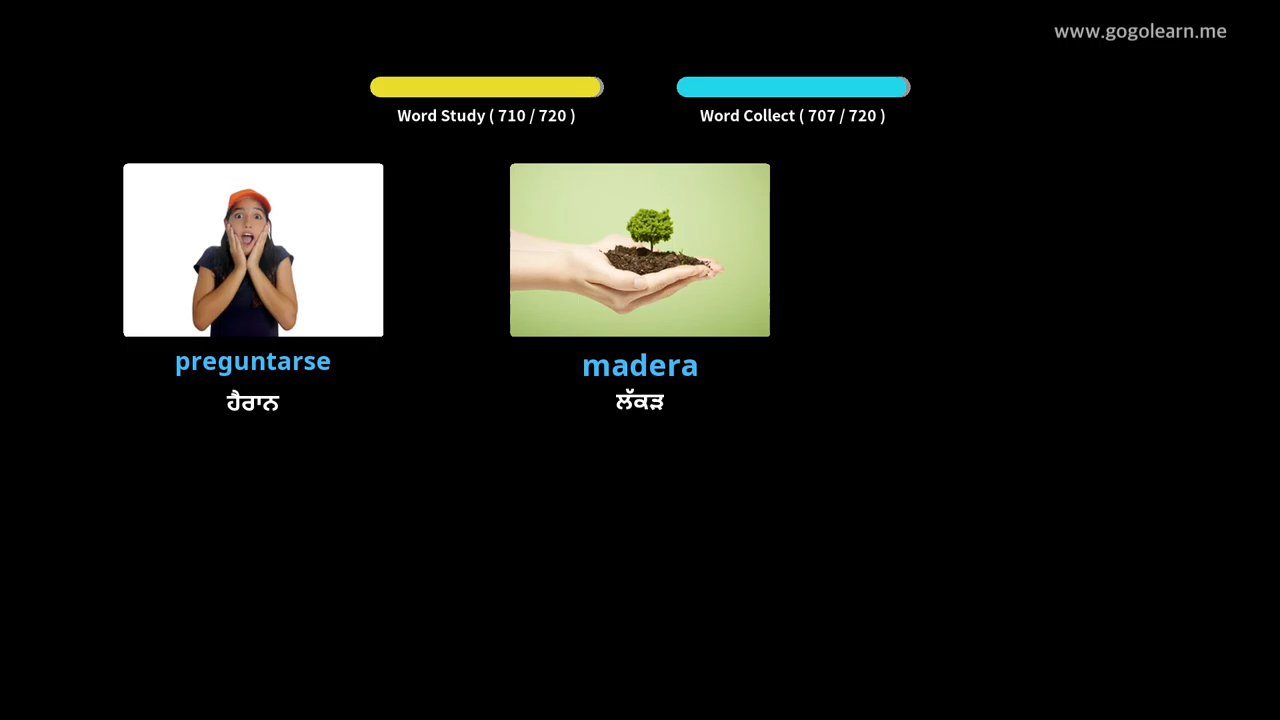 www.gogolearn.me
Word Study ( 710 / 720 )
Word Collect ( 707 / 720 )
preguntarse
ਹੈਰਾਨ
madera
ਲੱਕੜ